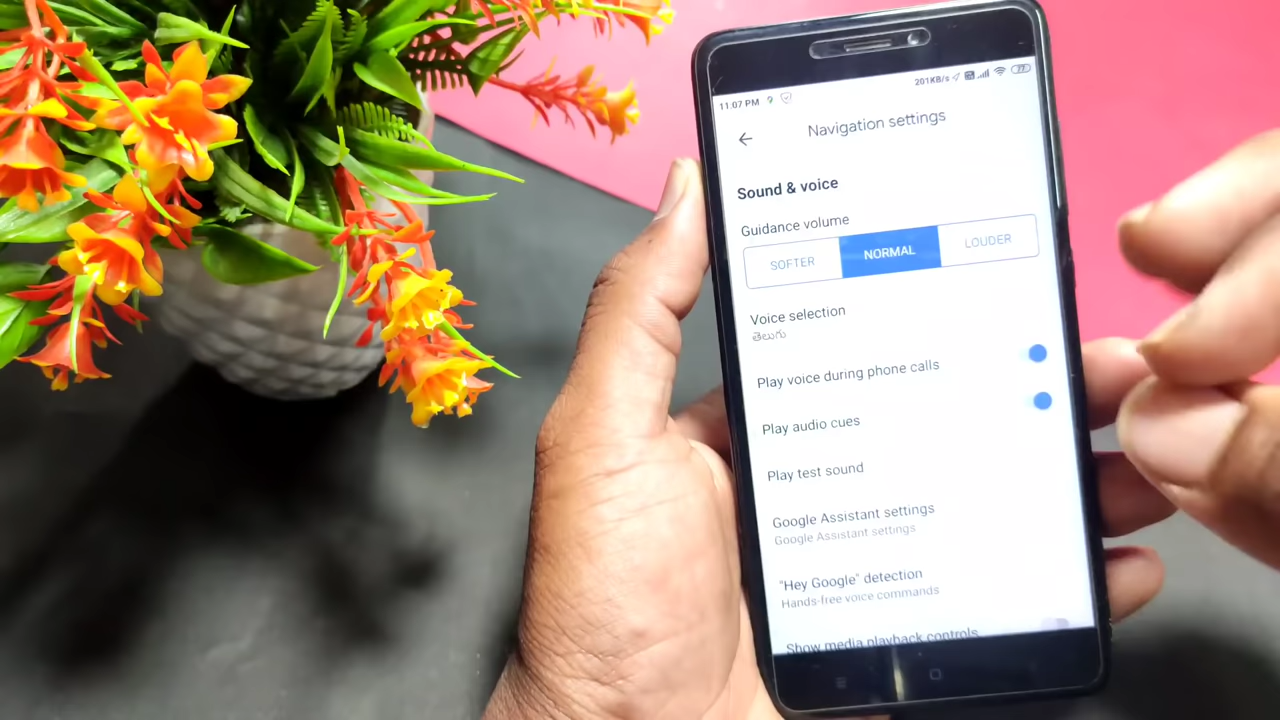 11:07 PM
201KB/s
77
Navigation settings
Sound & voice
Guidance volume
SOFTER
NORMAL
LOUDER
Voice selection
తెలుగు
Play voice during phone calls
Play audio cues
Play test sound
Google Assistant settings
Google Assistant settings
"Hey Google" detection
Hands-free voice commands
Show media playback controls